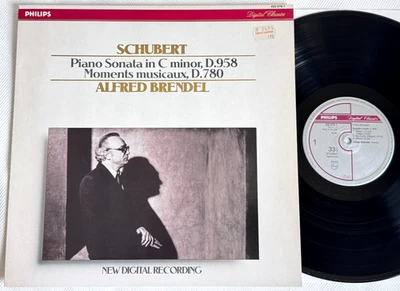 PHILIPS
Digital Classics
SCHUBERT
Piano Sonata in C minor, D.958
Moments musicaux, D.780
ALFRED BRENDEL
NEW DIGITAL RECORDING
PHILIPS
Digital Classics
1
33